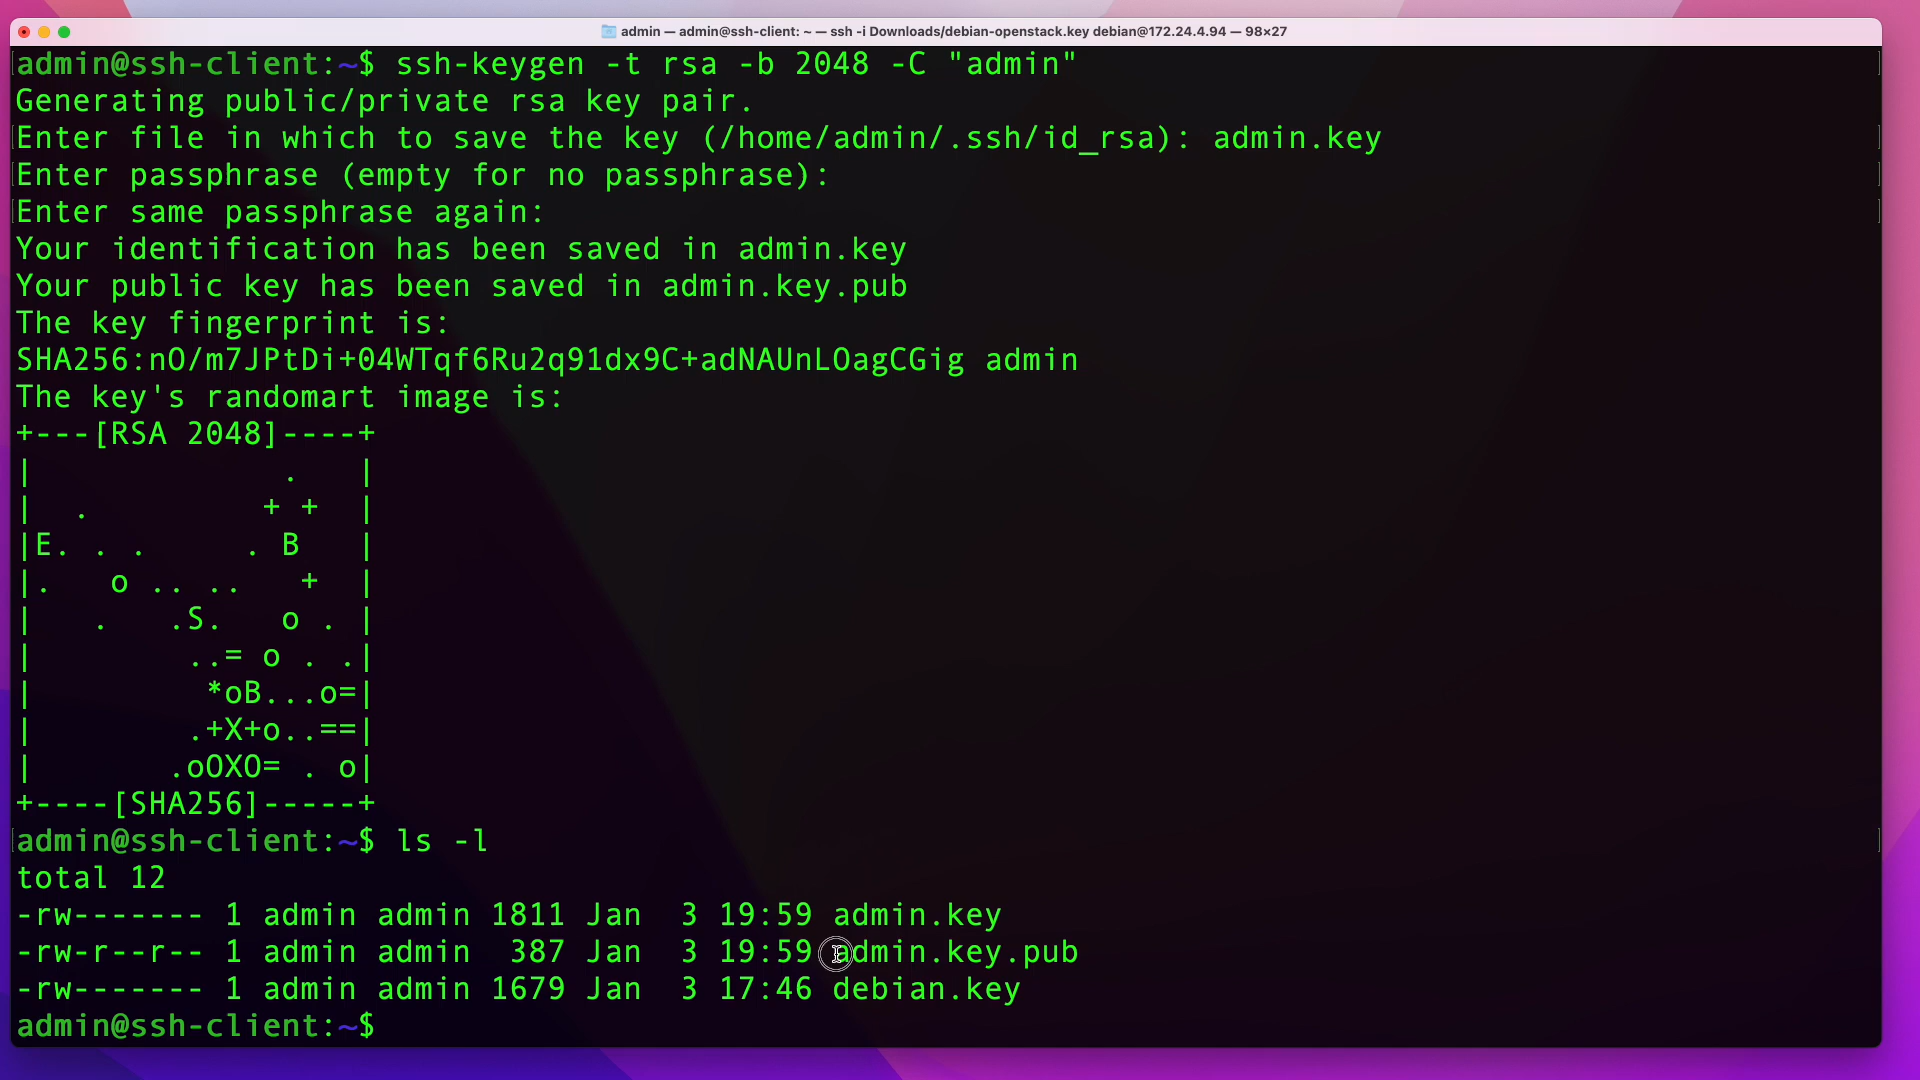 admin — admin@ssh-client: ~ — ssh -i Downloads/debian-openstack.key debian@172.24.4.94 — 98×27
admin@ssh-client:~$ ssh-keygen -t rsa -b 2048 -C "admin"
Generating public/private rsa key pair.
Enter file in which to save the key (/home/admin/.ssh/id_rsa): admin.key
Enter passphrase (empty for no passphrase):
Enter same passphrase again:
Your identification has been saved in admin.key
Your public key has been saved in admin.key.pub
The key fingerprint is:
SHA256:nO/m7JPtDi+04WTqf6Ru2q91dx9C+adNAUnLOagCGig admin
The key's randomart image is:
+---[RSA 2048]----+
|              .   |
|  .         + +  |
|E. . .     . B   |
|.   o .. ..   +  |
|   .   .S.   o . |
|        ..= o . .|
|         *oB...o=|
|        .+X+o..==|
|       .oOXO= . o|
+----[SHA256]-----+
admin@ssh-client:~$ ls -l
total 12
-rw------- 1 admin admin 1811 Jan  3 19:59 admin.key
-rw-r--r-- 1 admin admin  387 Jan  3 19:59 admin.key.pub
-rw------- 1 admin admin 1679 Jan  3 17:46 debian.key
admin@ssh-client:~$